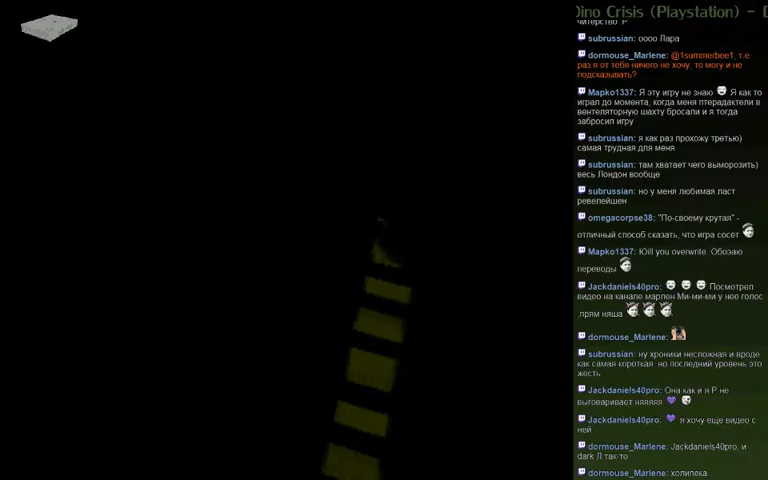 Dino Crisis (Playstation) -
читерство :P
subrussian: оооо Лара
dormouse_Marlene: @1summerbee1, т.е
раз я от тебя ничего не хочу, то могу и не
подсказывать?
Mapko1337: Я эту игру не знаю Я как то
играл до момента, когда меня птерадактели в
вентеляторную шахту бросали и я тогда
забросил игру
subrussian: я как раз прохожу третью)
самая трудная для меня
subrussian: там хватает чего выморозить)
весь Лондон вообще
subrussian: но у меня любимая ласт
ревелейшен
omegacorpse38: "По-своему крутая" -
отличный способ сказать, что игра сосет
Mapko1337: Юill you overwrite Обозаю
переводы
Jackdaniels40pro: Посмотрел
видео на канале марлен Ми-ми-ми у нее голос
,прям няша
dormouse_Marlene:
subrussian: ну хроники несложная и вроде
как самая короткая но последний уровень это
жесть
Jackdaniels40pro: Она как и я Р не
выговаривает няяяяя
Jackdaniels40pro: я хочу еще видео с
ней
dormouse_Marlene: Jackdaniels40pro, и
dark Л так-то
dormouse_Marlene: холипека